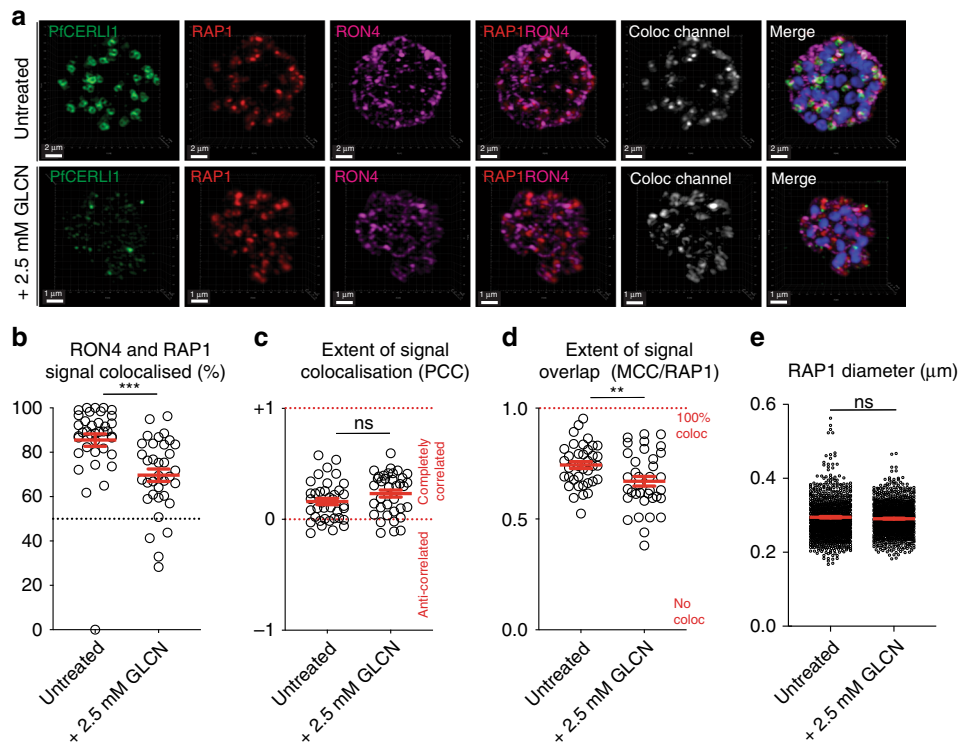 a
PfCERLI1
RAP1
RON4
RAP1RON4
Coloc channel
Merge
Untreated
2 μm
2 μm
2 μm
2 μm
2 μm
2 μm
PfCERLI1
RAP1
RON4
RAP1RON4
Coloc channel
Merge
+ 2.5 mM GLCN
1 μm
1 μm
1 μm
1 μm
1 μm
1 μm
b
RON4 and RAP1
signal colocalised (%)
***
100
80
60
40
20
0
Untreated
+ 2.5 mM GLCN
c
Extent of signal
colocalisation (PCC)
+1
ns
0
–1
Completely
correlated
Anti-correlated
Untreated
+ 2.5 mM GLCN
d
Extent of signal
overlap (MCC/RAP1)
**
1.0
0.5
0.0
100%
coloc
No
coloc
Untreated
+ 2.5 mM GLCN
e
RAP1 diameter (μm)
ns
0.6
0.4
0.2
0.0
Untreated
+ 2.5 mM GLCN